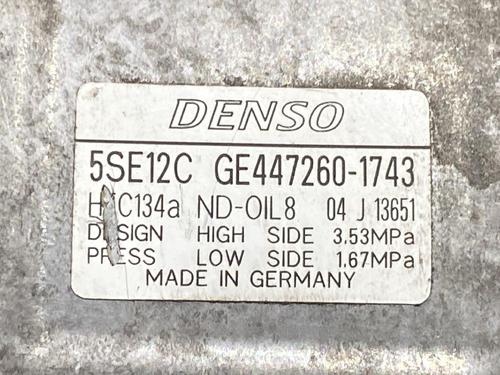 DENSO
5SE12C GE447260-1743
HFC134a ND-OIL8 04 J 13651
DESIGN HIGH SIDE 3.53MPa
PRESS LOW SIDE 1.67MPa
MADE IN GERMANY